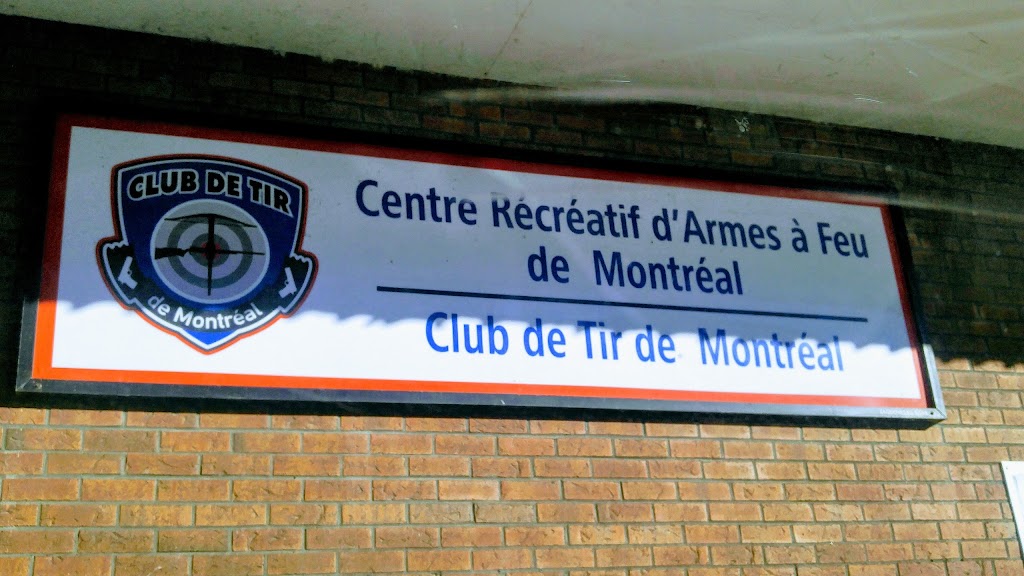 CLUB DE TIR
de Montréal
Centre Récréatif d'Armes à Feu
de Montréal
Club de Tir de Montréal